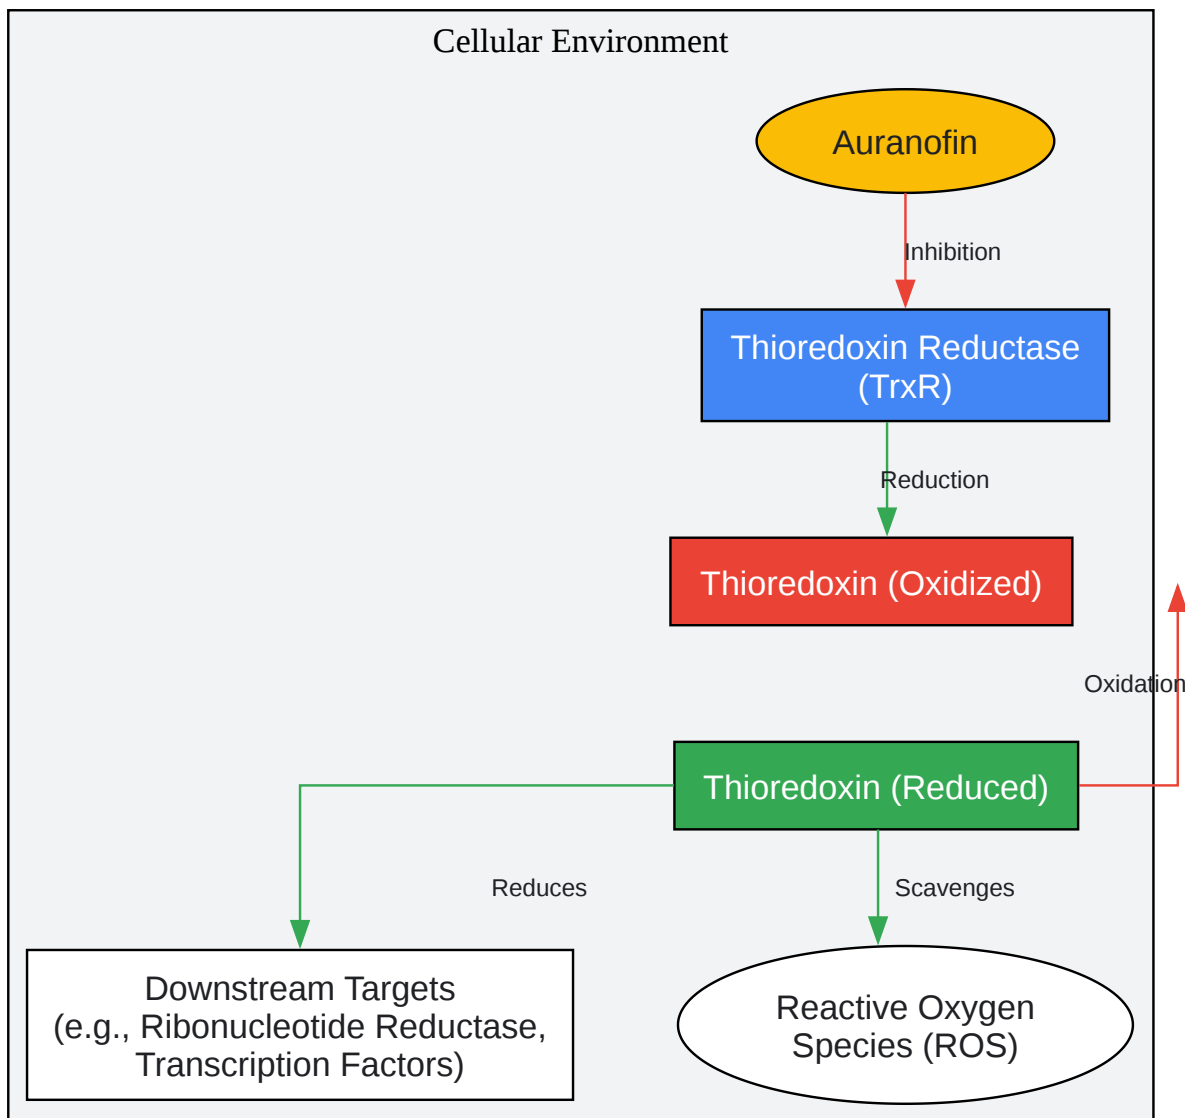 Cellular Environment
Auranofin
Inhibition
Thioredoxin Reductase
(TrxR)
Reduction
Thioredoxin (Oxidized)
Oxidation
Thioredoxin (Reduced)
Reduces
Scavenges
Downstream Targets
(e.g., Ribonucleotide Reductase,
Transcription Factors)
Reactive Oxygen
Species (ROS)